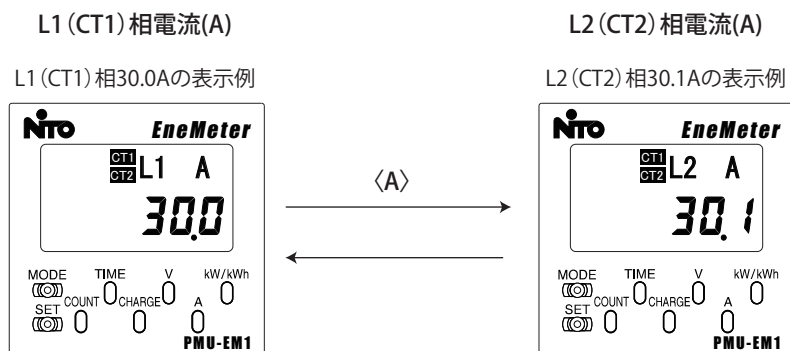 L1（CT1）相電流(A)
L1（CT1）相30.0Aの表示例
NiTO EneMeter
CT1
CT2 L1 A
30.0
MODE TIME V kW/kWh
SET COUNT CHARGE A
PMU-EM1
〈A〉
L2（CT2）相電流(A)
L2（CT2）相30.1Aの表示例
NiTO EneMeter
CT1
CT2 L2 A
30.1
MODE TIME V kW/kWh
SET COUNT CHARGE A
PMU-EM1